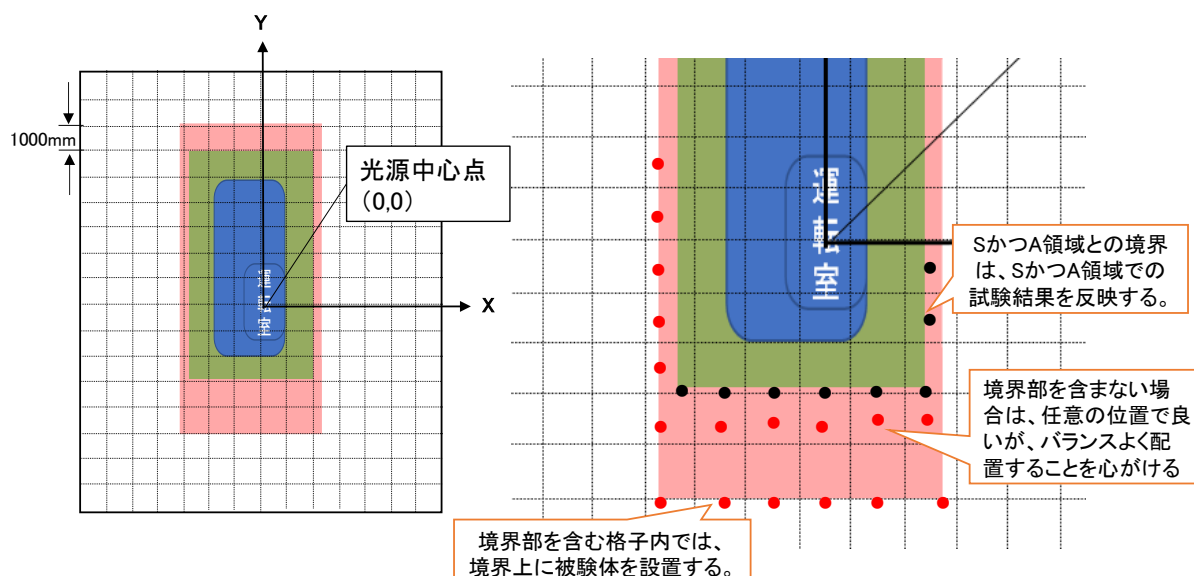 Y
1000mm
光源中心点
(0,0)
X
運転室
運転室
SかつA領域との境界
は、SかつA領域での
試験結果を反映する。
境界部を含まない場
合は、任意の位置で良
いが、バランスよく配
置することを心がける
境界部を含む格子内では、
境界上に被験体を設置する。